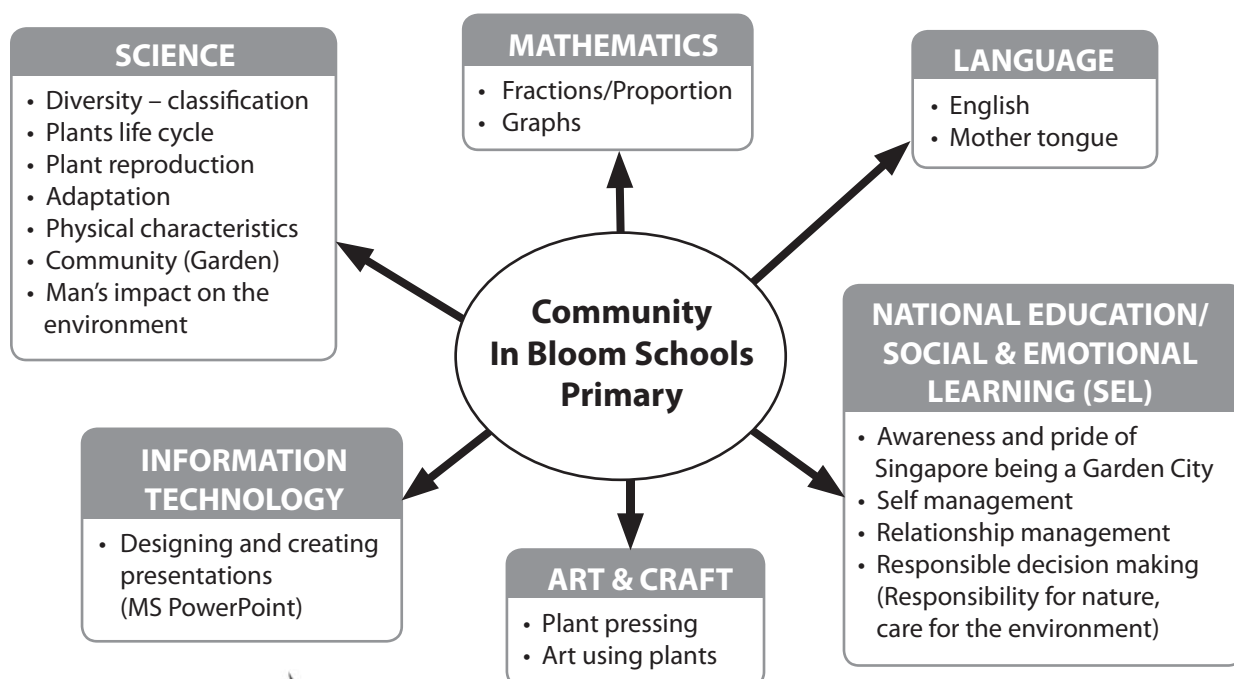 SCIENCE
• Diversity – classification
• Plants life cycle
• Plant reproduction
• Adaptation
• Physical characteristics
• Community (Garden)
• Man's impact on the
environment
MATHEMATICS
• Fractions/Proportion
• Graphs
LANGUAGE
• English
• Mother tongue
Community
In Bloom Schools
Primary
NATIONAL EDUCATION/
SOCIAL & EMOTIONAL
LEARNING (SEL)
• Awareness and pride of
Singapore being a Garden City
• Self management
• Relationship management
• Responsible decision making
(Responsibility for nature,
care for the environment)
INFORMATION
TECHNOLOGY
• Designing and creating
presentations
(MS PowerPoint)
ART & CRAFT
• Plant pressing
• Art using plants